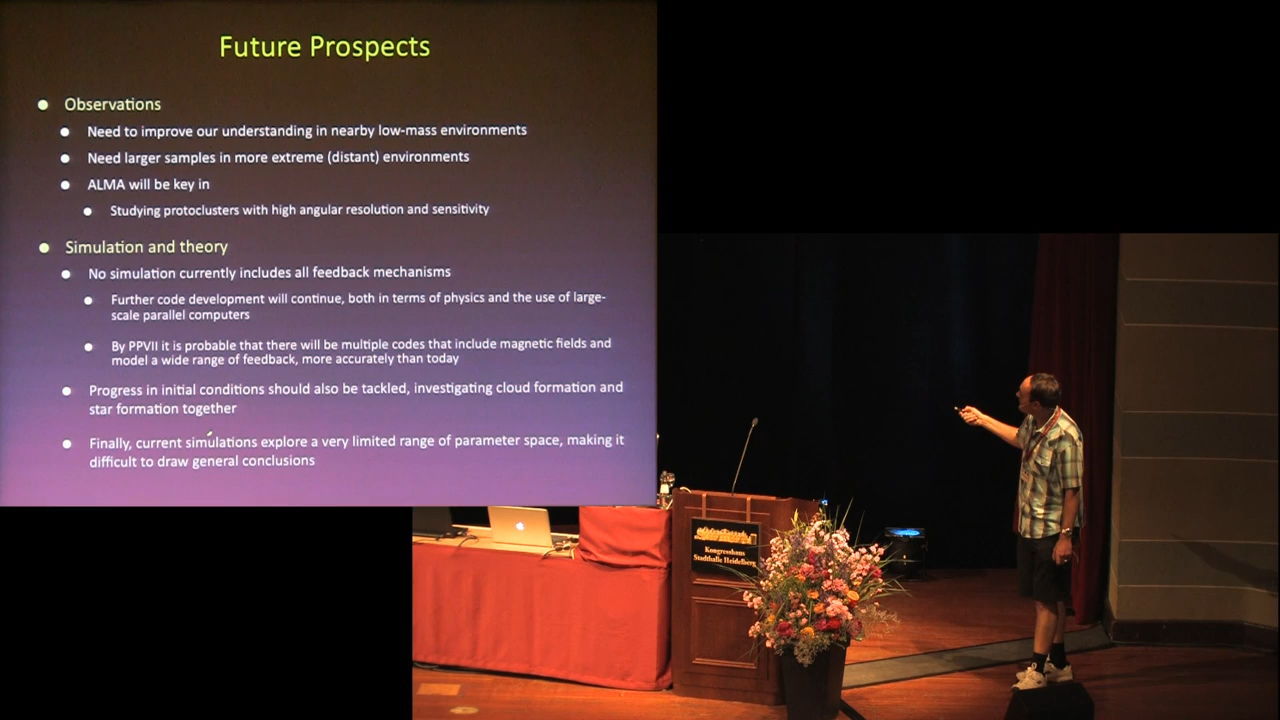 Future Prospects
Observations
Need to improve our understanding in nearby low-mass environments
Need larger samples in more extreme (distant) environments
ALMA will be key in
Studying protoclusters with high angular resolution and sensitivity
Simulation and theory
No simulation currently includes all feedback mechanisms
Further code development will continue, both in terms of physics and the use of large-
scale parallel computers
By PPVII it is probable that there will be multiple codes that include magnetic fields and
model a wide range of feedback, more accurately than today
Progress in initial conditions should also be tackled, investigating cloud formation and
star formation together
Finally, current simulations explore a very limited range of parameter space, making it
difficult to draw general conclusions
Kongresshaus
Stadthalle Heidelberg